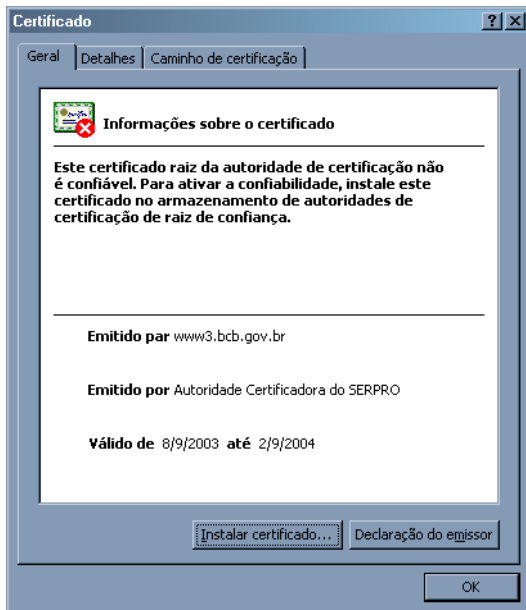 Certificado
Geral Detalhes Caminho de certificação
Informações sobre o certificado
Este certificado raiz da autoridade de certificação não
é confiável. Para ativar a confiabilidade, instale este
certificado no armazenamento de autoridades de
certificação de raiz de confiança.
Emitido par www3.bcb.gov.br
Emitido por Autoridade Certificadora do SERPRO
Válido de 8/9/2003 até 2/9/2004
Instalar certificado... Declaração do emissor
OK